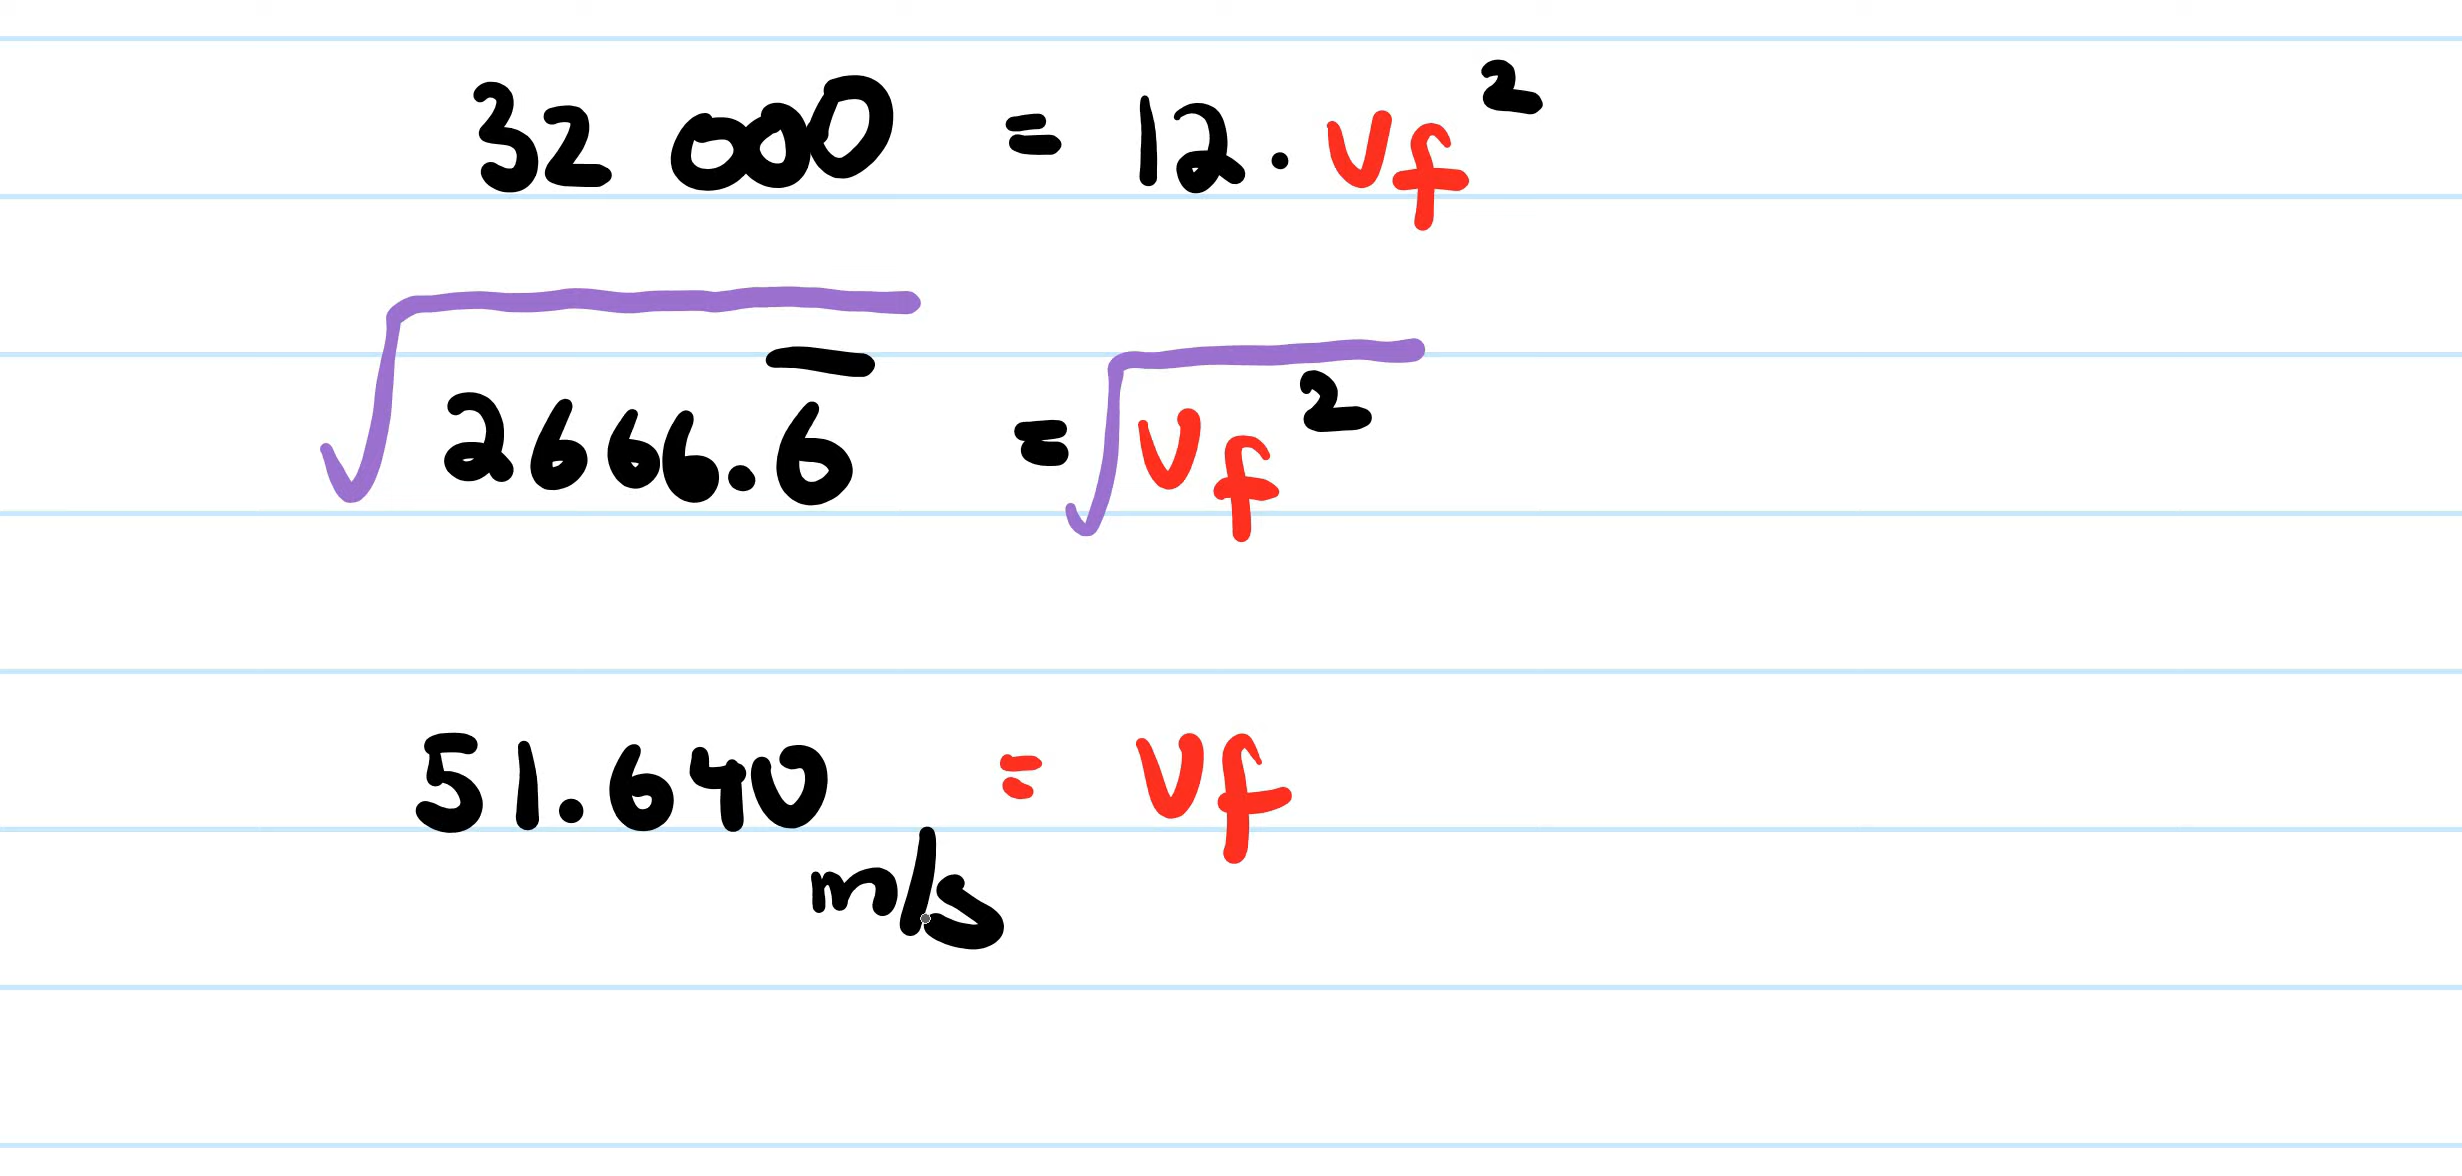 32 000 = 12 . vf²
√2666.6̅ = √vf²
51.640 = vf
m/s